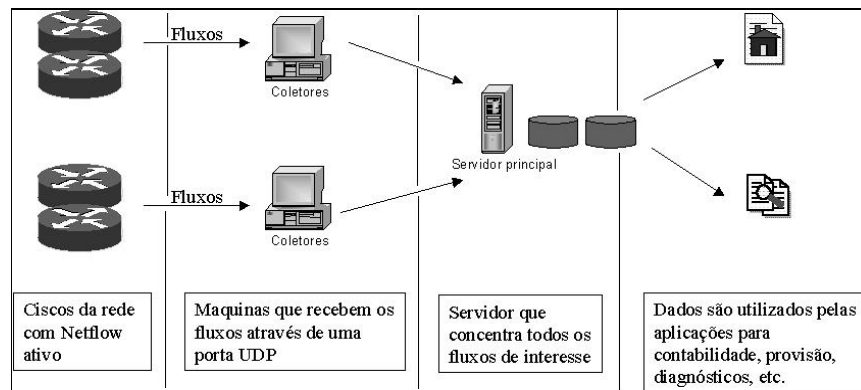 Fluxos
Coletores
Servidor principal
Fluxos
Coletores
Ciscos da rede
com Netflow
ativo
Maquinas que recebem os
fluxos através de uma
porta UDP
Servidor que
concentra todos os
fluxos de interesse
Dados são utilizados pelas
aplicações para
contabilidade, provisão,
diagnósticos, etc.